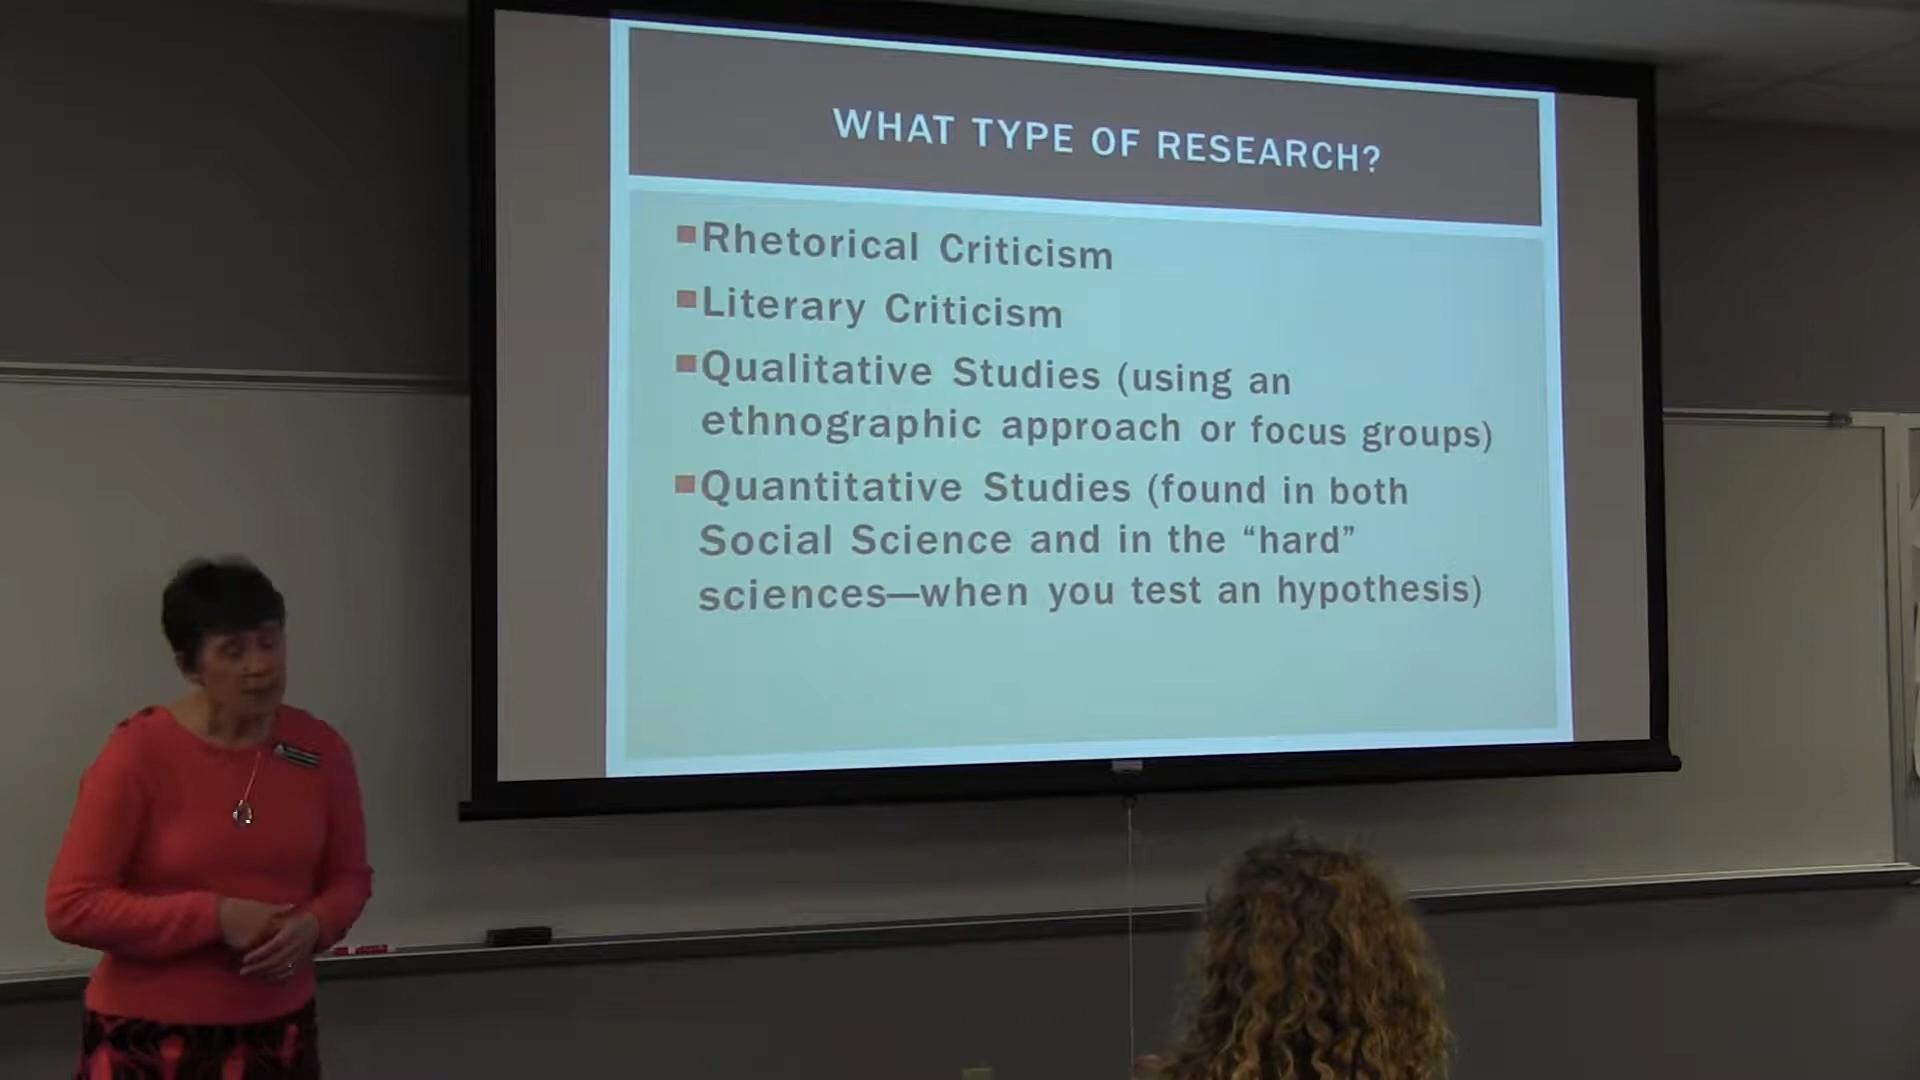 WHAT TYPE OF RESEARCH?
Rhetorical Criticism
Literary Criticism
Qualitative Studies (using an
ethnographic approach or focus groups)
Quantitative Studies (found in both
Social Science and in the “hard”
sciences—when you test an hypothesis)